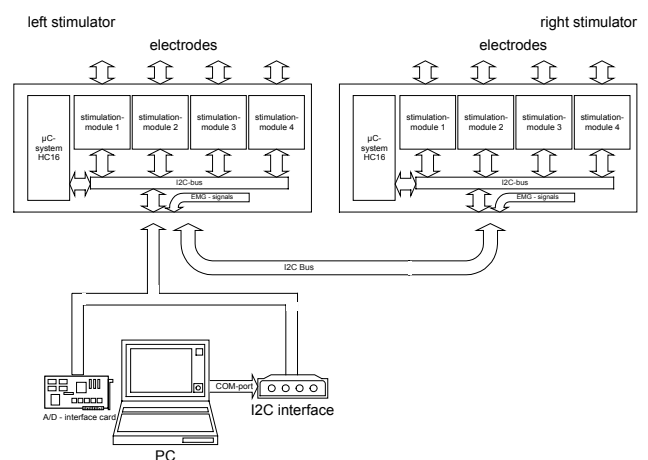 left stimulator
right stimulator
electrodes
electrodes
µC-
system
HC16
stimulation-
module 1
stimulation-
module 2
stimulation-
module 3
stimulation-
module 4
I2C-bus
EMG - signals
µC-
system
HC16
stimulation-
module 1
stimulation-
module 2
stimulation-
module 3
stimulation-
module 4
I2C-bus
EMG - signals
I2C Bus
COM-port
A/D - interface card
I2C interface
PC